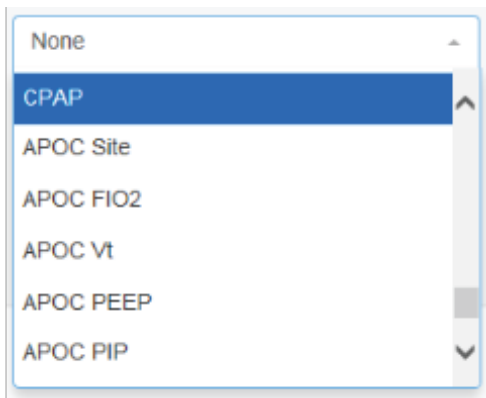 None
CPAP
APOC Site
APOC FIO2
APOC Vt
APOC PEEP
APOC PIP